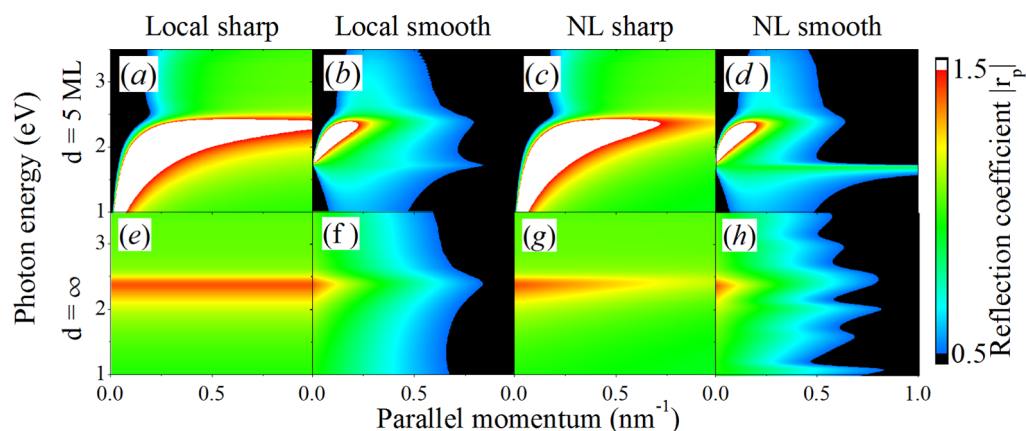 Local sharp Local smooth NL sharp NL smooth
Photon energy (eV)
d = 5 ML
d = ∞
(a) (b) (c) (d)
3
2
1
(e) (f) (g) (h)
3
2
1
0.0 0.5 0.0 0.5 0.0 0.5 0.0 0.5 1.0
Parallel momentum (nm⁻¹)
1.5
0.5
Reflection coefficient |rₚ|